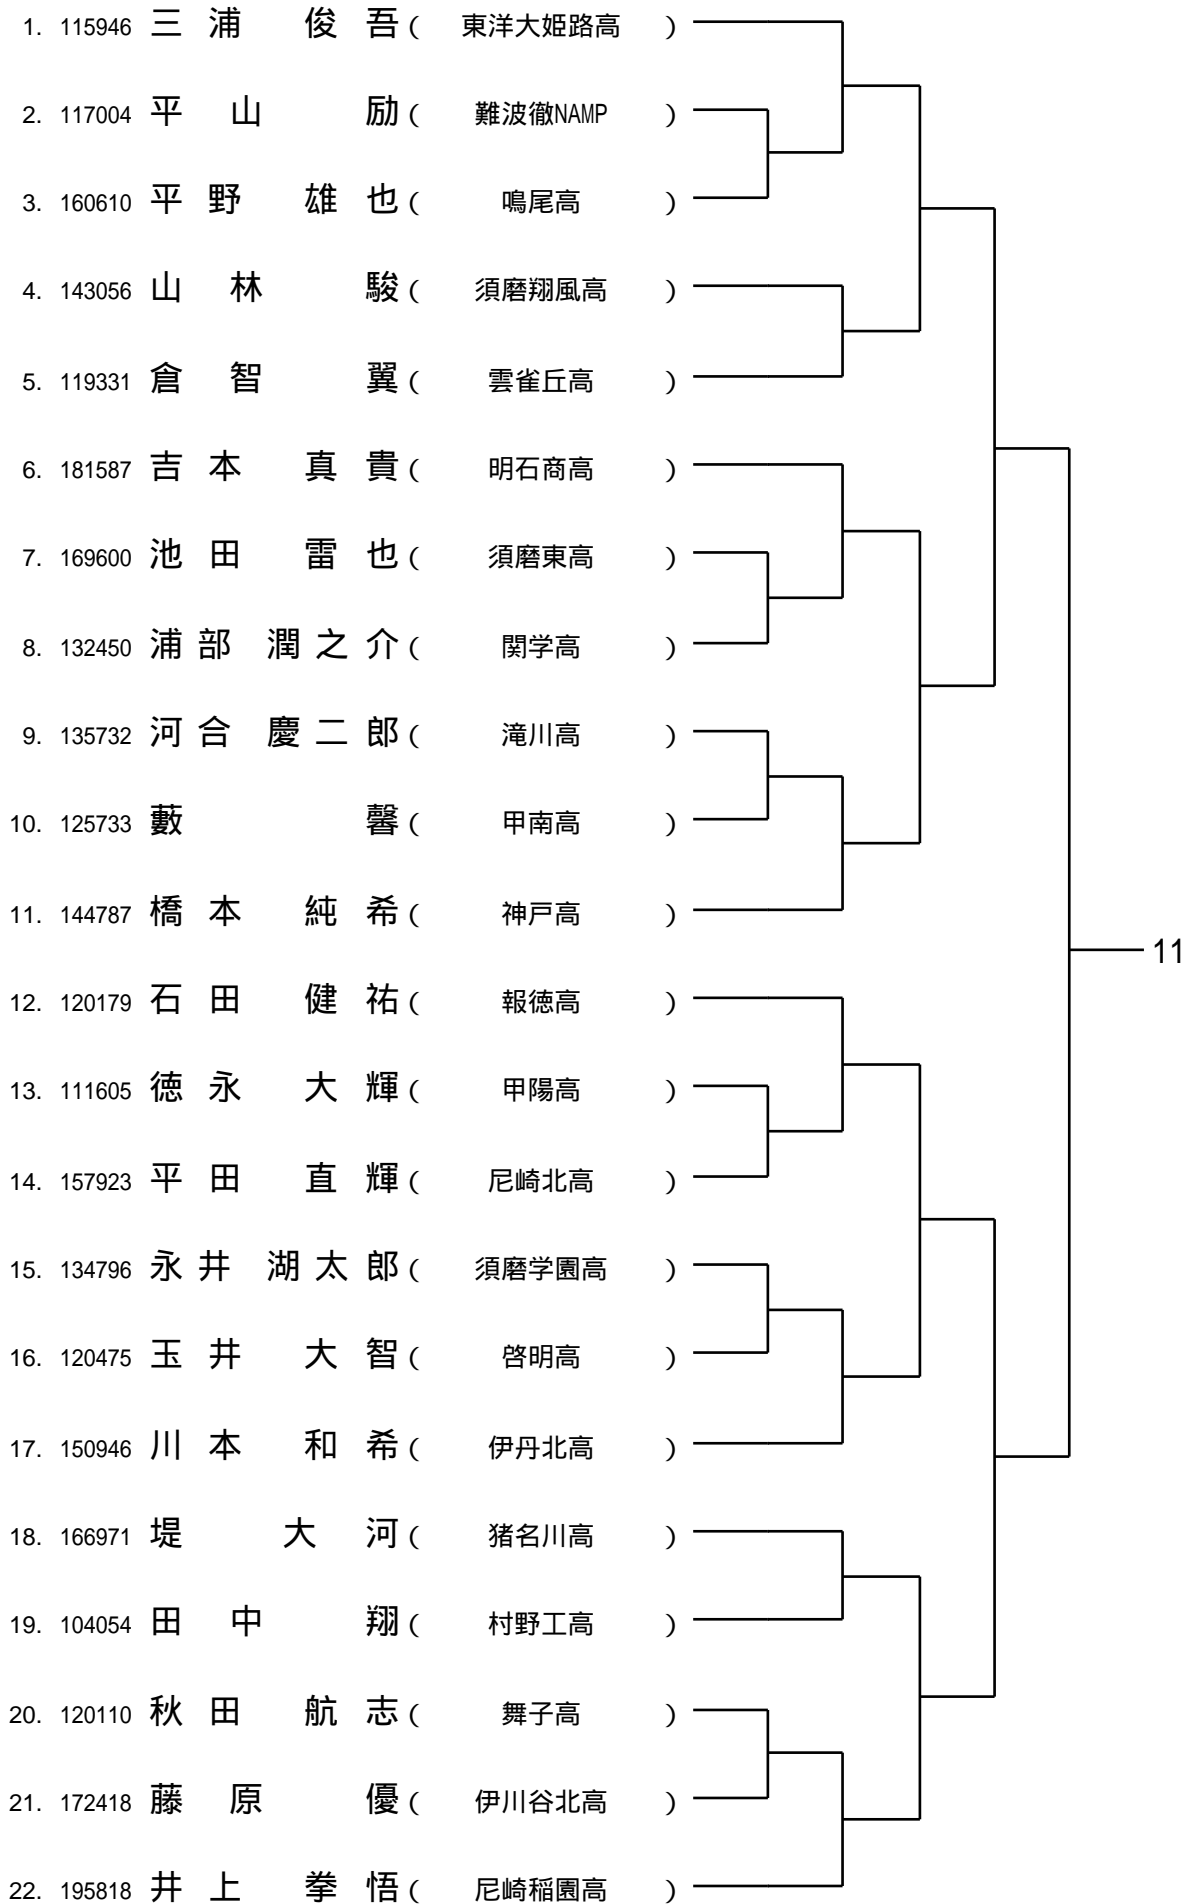 1. 115946 三浦 俊吾 ( 東洋大姫路高 )
2. 117004 平山 励 ( 難波徹NAMP )
3. 160610 平野 雄也 ( 鳴尾高 )
4. 143056 山林 駿 ( 須磨翔風高 )
5. 119331 倉智 翼 ( 雲雀丘高 )
6. 181587 吉本 真貴 ( 明石商高 )
7. 169600 池田 雷也 ( 須磨東高 )
8. 132450 浦部 潤之介 ( 関学高 )
9. 135732 河合 慶二郎 ( 滝川高 )
10. 125733 藪 馨 ( 甲南高 )
11. 144787 橋本 純希 ( 神戸高 )
11
12. 120179 石田 健祐 ( 報徳高 )
13. 111605 徳永 大輝 ( 甲陽高 )
14. 157923 平田 直輝 ( 尼崎北高 )
15. 134796 永井 湖太郎 ( 須磨学園高 )
16. 120475 玉井 大智 ( 啓明高 )
17. 150946 川本 和希 ( 伊丹北高 )
18. 166971 堤 大河 ( 猪名川高 )
19. 104054 田中 翔 ( 村野工高 )
20. 120110 秋田 航志 ( 舞子高 )
21. 172418 藤原 優 ( 伊川谷北高 )
22. 195818 井上 拳悟 ( 尼崎稲園高 )